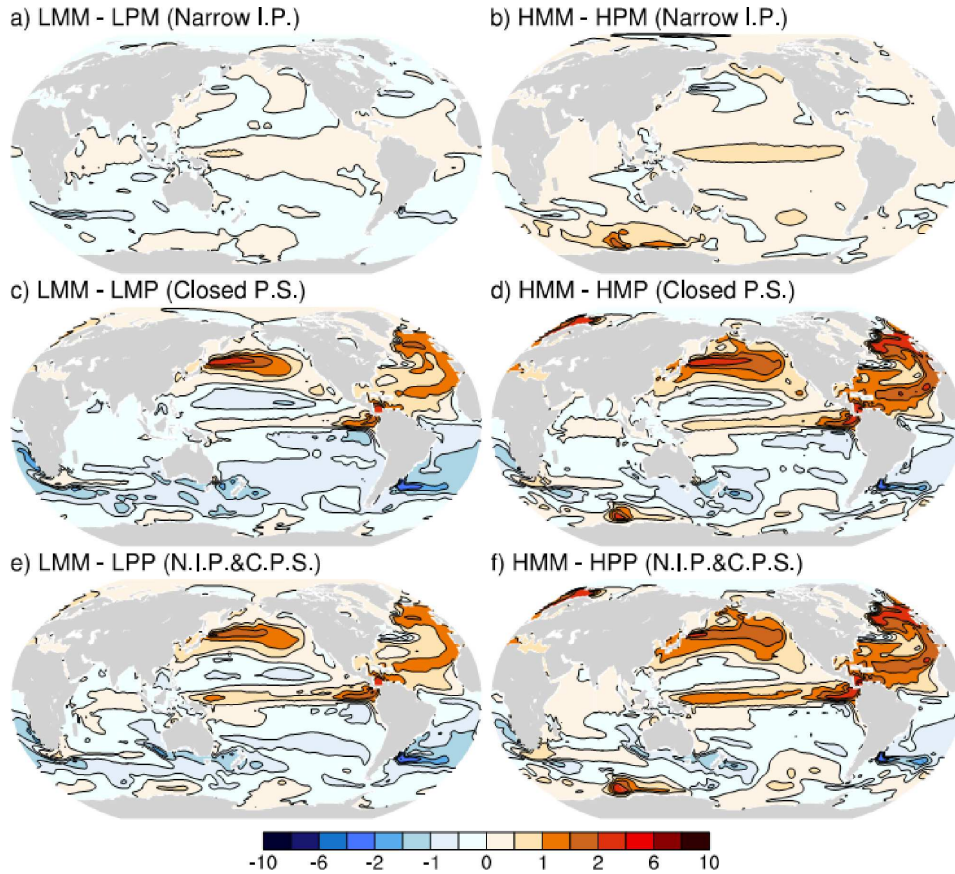 a) LMM - LPM (Narrow I.P.)
b) HMM - HPM (Narrow I.P.)
c) LMM - LMP (Closed P.S.)
d) HMM - HMP (Closed P.S.)
e) LMM - LPP (N.I.P.&C.P.S.)
f) HMM - HPP (N.I.P.&C.P.S.)
-10 -6 -2 -1 0 1 2 6 10